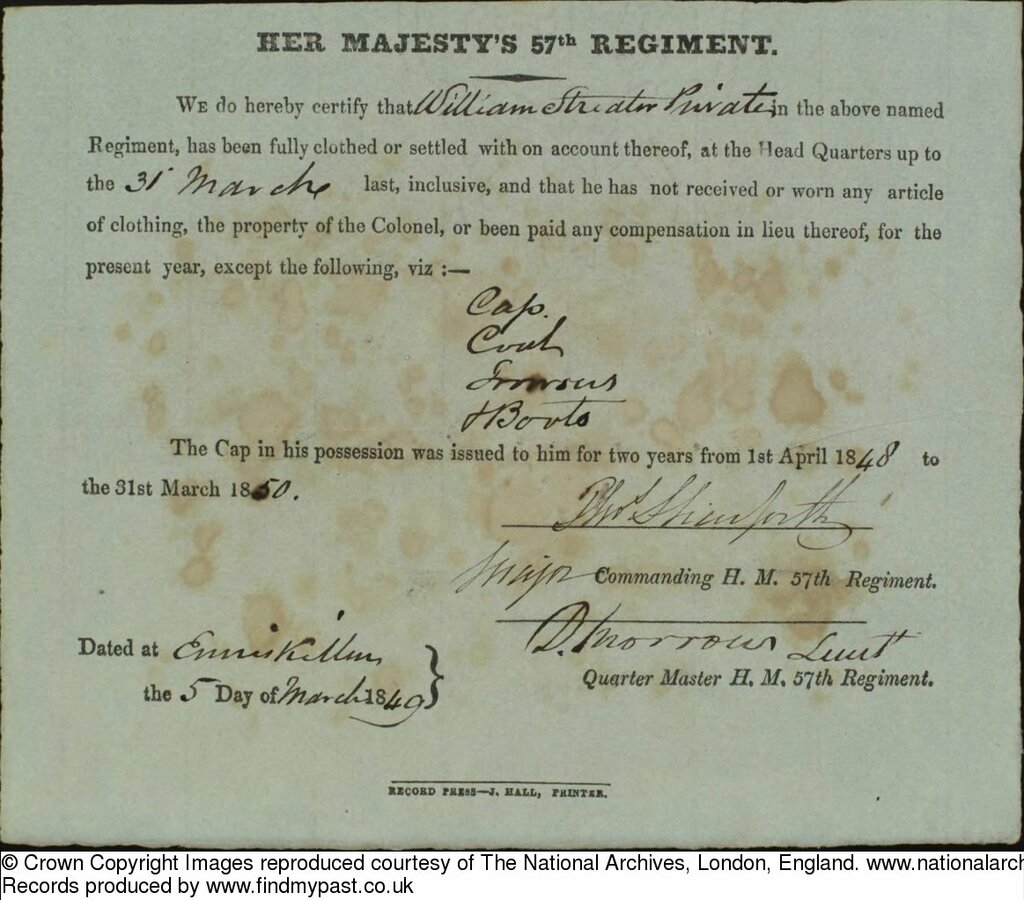 HER MAJESTY'S 57th REGIMENT.
WE do hereby certify that William Streater Private in the above named
Regiment, has been fully clothed or settled with on account thereof, at the Head Quarters up to
the 31st March last, inclusive, and that he has not received or worn any article
of clothing, the property of the Colonel, or been paid any compensation in lieu thereof, for the
present year, except the following, viz :—
Cap.
Coat
Trowsers
& Boots
The Cap in his possession was issued to him for two years from 1st April 1848 to
the 31st March 1850.
Thos Shewforth
Major Commanding H. M. 57th Regiment.
D. Morrow Lieut
Quarter Master H. M. 57th Regiment.
Dated at Enniskillen
the 5 Day of March 1849
RECORD PRESS—J. HALL, PRINTER.
© Crown Copyright Images reproduced courtesy of The National Archives, London, England. www.nationalarch
Records produced by www.findmypast.co.uk